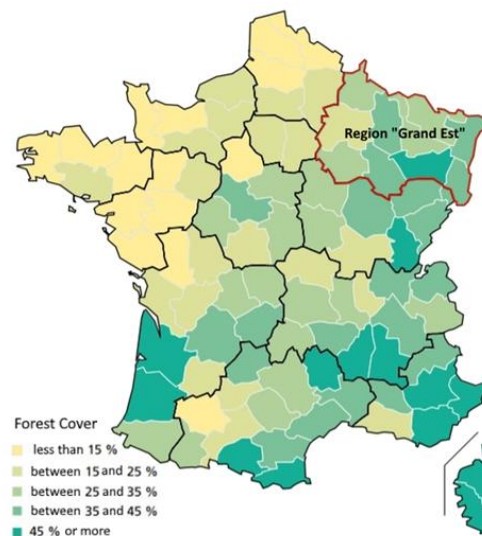 Region "Grand Est"
Forest Cover
less than 15 %
between 15 and 25 %
between 25 and 35 %
between 35 and 45 %
45 % or more